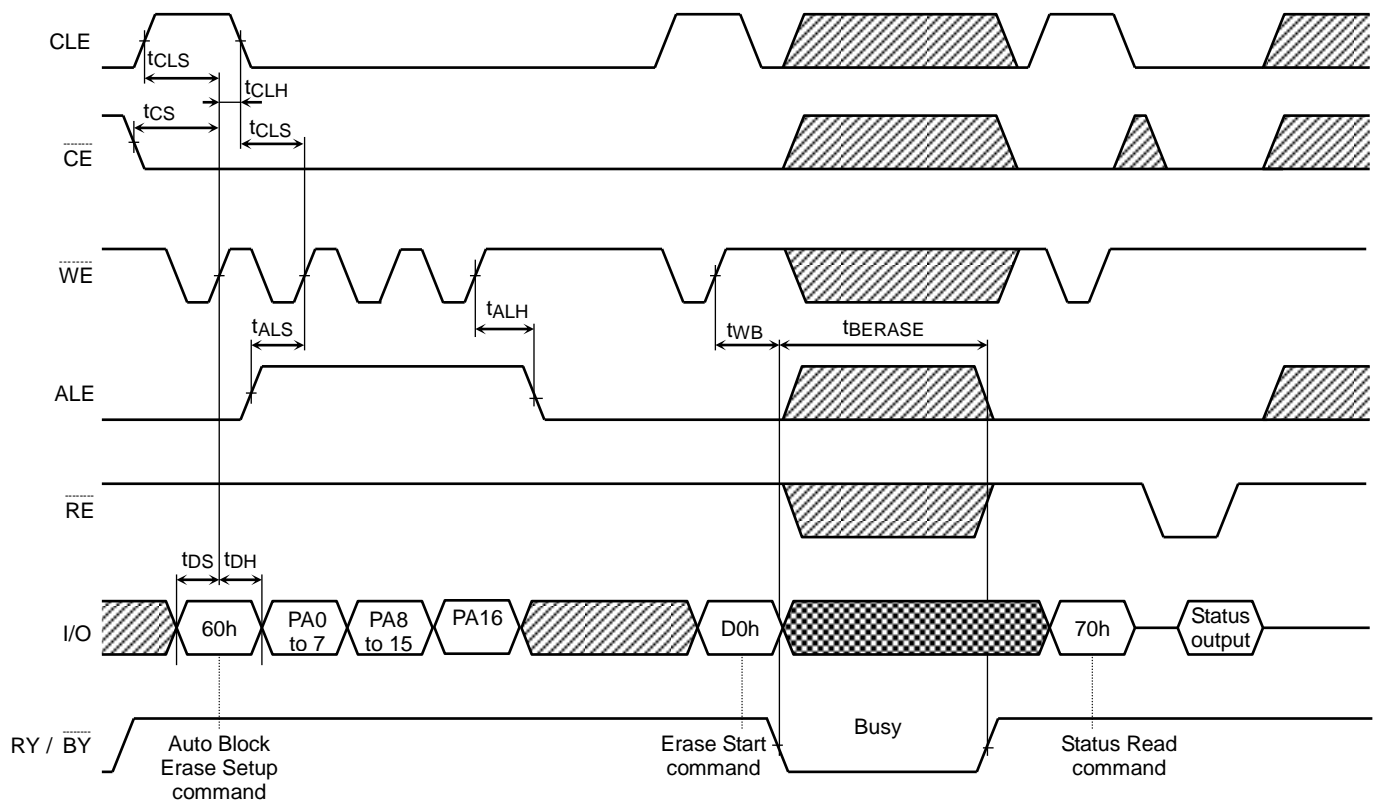 CLE
tCLS
tCLH
tCS
tCLS
CE
WE
tALS
tALH
tWB
tBERASE
ALE
RE
tDS
tDH
I/O
60h
PA0
to 7
PA8
to 15
PA16
D0h
70h
Status
output
RY / BY
Busy
Auto Block
Erase Setup
command
Erase Start
command
Status Read
command